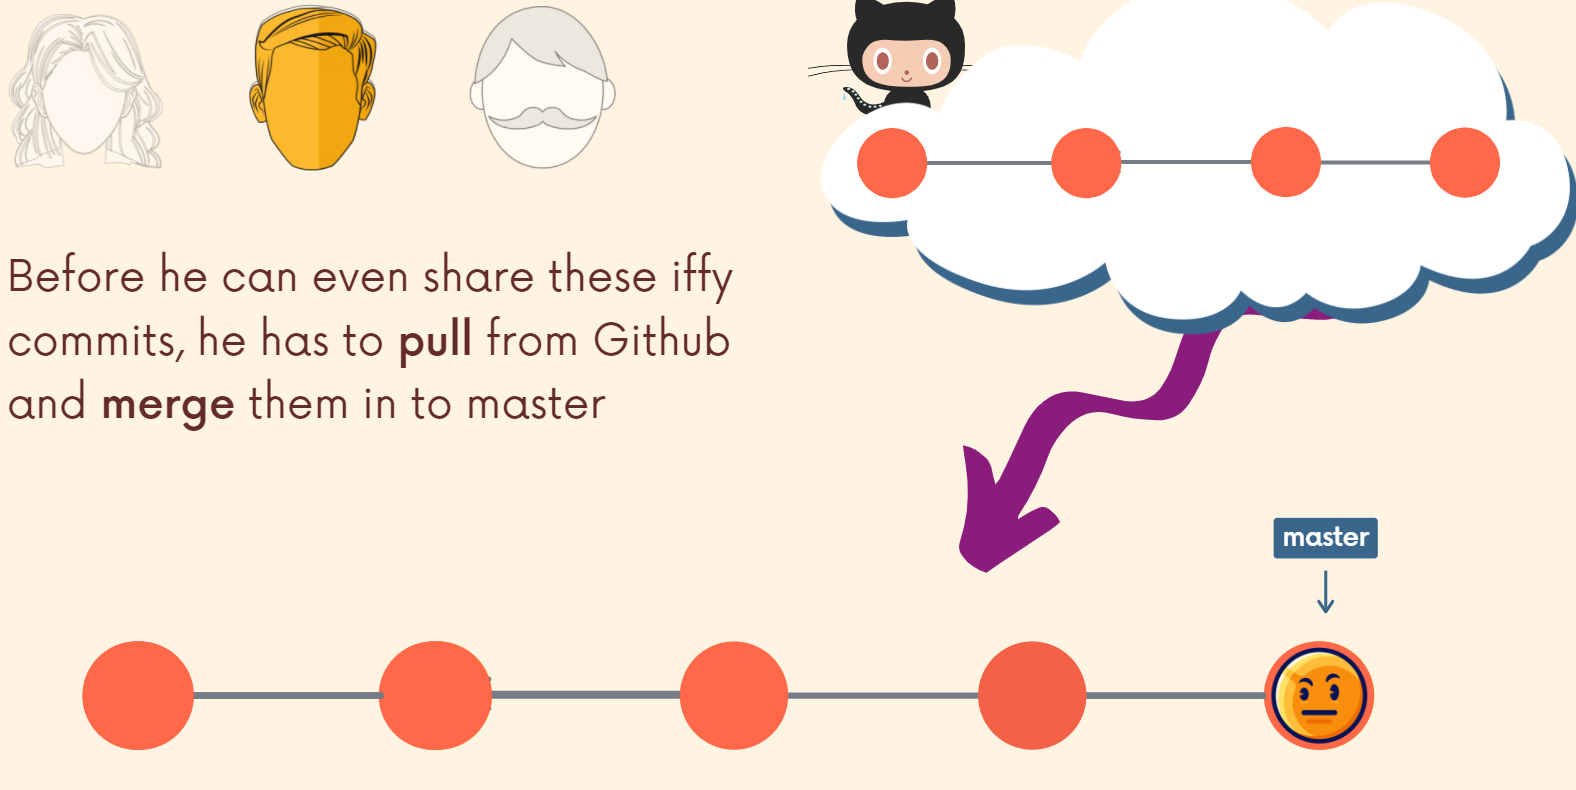 Before he can even share these iffy
commits, he has to pull from Github
and merge them in to master
master